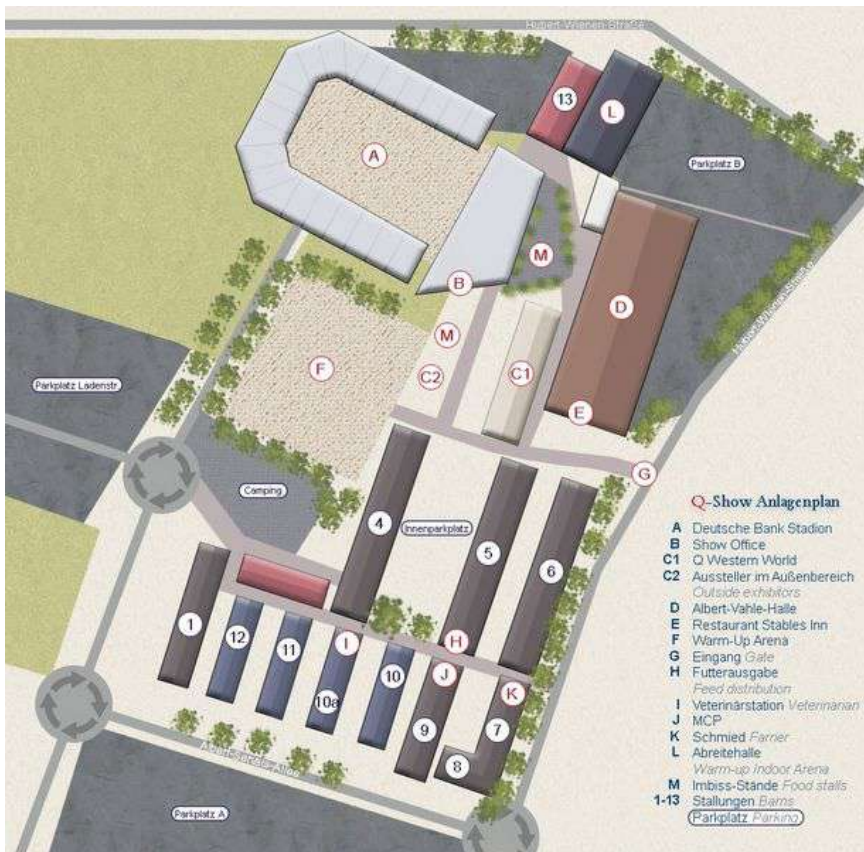 Hubert-Wienen-Straße
13
L
A
Parkplatz B
M
B
D
M
F
C2
C1
Parkplatz Ladenstr.
E
G
Camping
4
Innenparkplatz
5
6
1
12
11
I
10a
10
H
J
K
9
7
8
Parkplatz A
Q-Show Anlagenplan
A Deutsche Bank Stadion
B Show Office
C1 Q Western World
C2 Aussteller im Außenbereich
Outside exhibitors
D Albert-Vahle-Halle
E Restaurant Stables Inn
F Warm-Up Arena
G Eingang Gate
H Futterausgabe
Feed distribution
I Veterinärstation Veterinarian
J MCP
K Schmied Farrier
L Abreitehalle
Warm-up Indoor Arena
M Imbiss-Stände Food stalls
1-13 Stallungen Barns
Parkplatz Parking